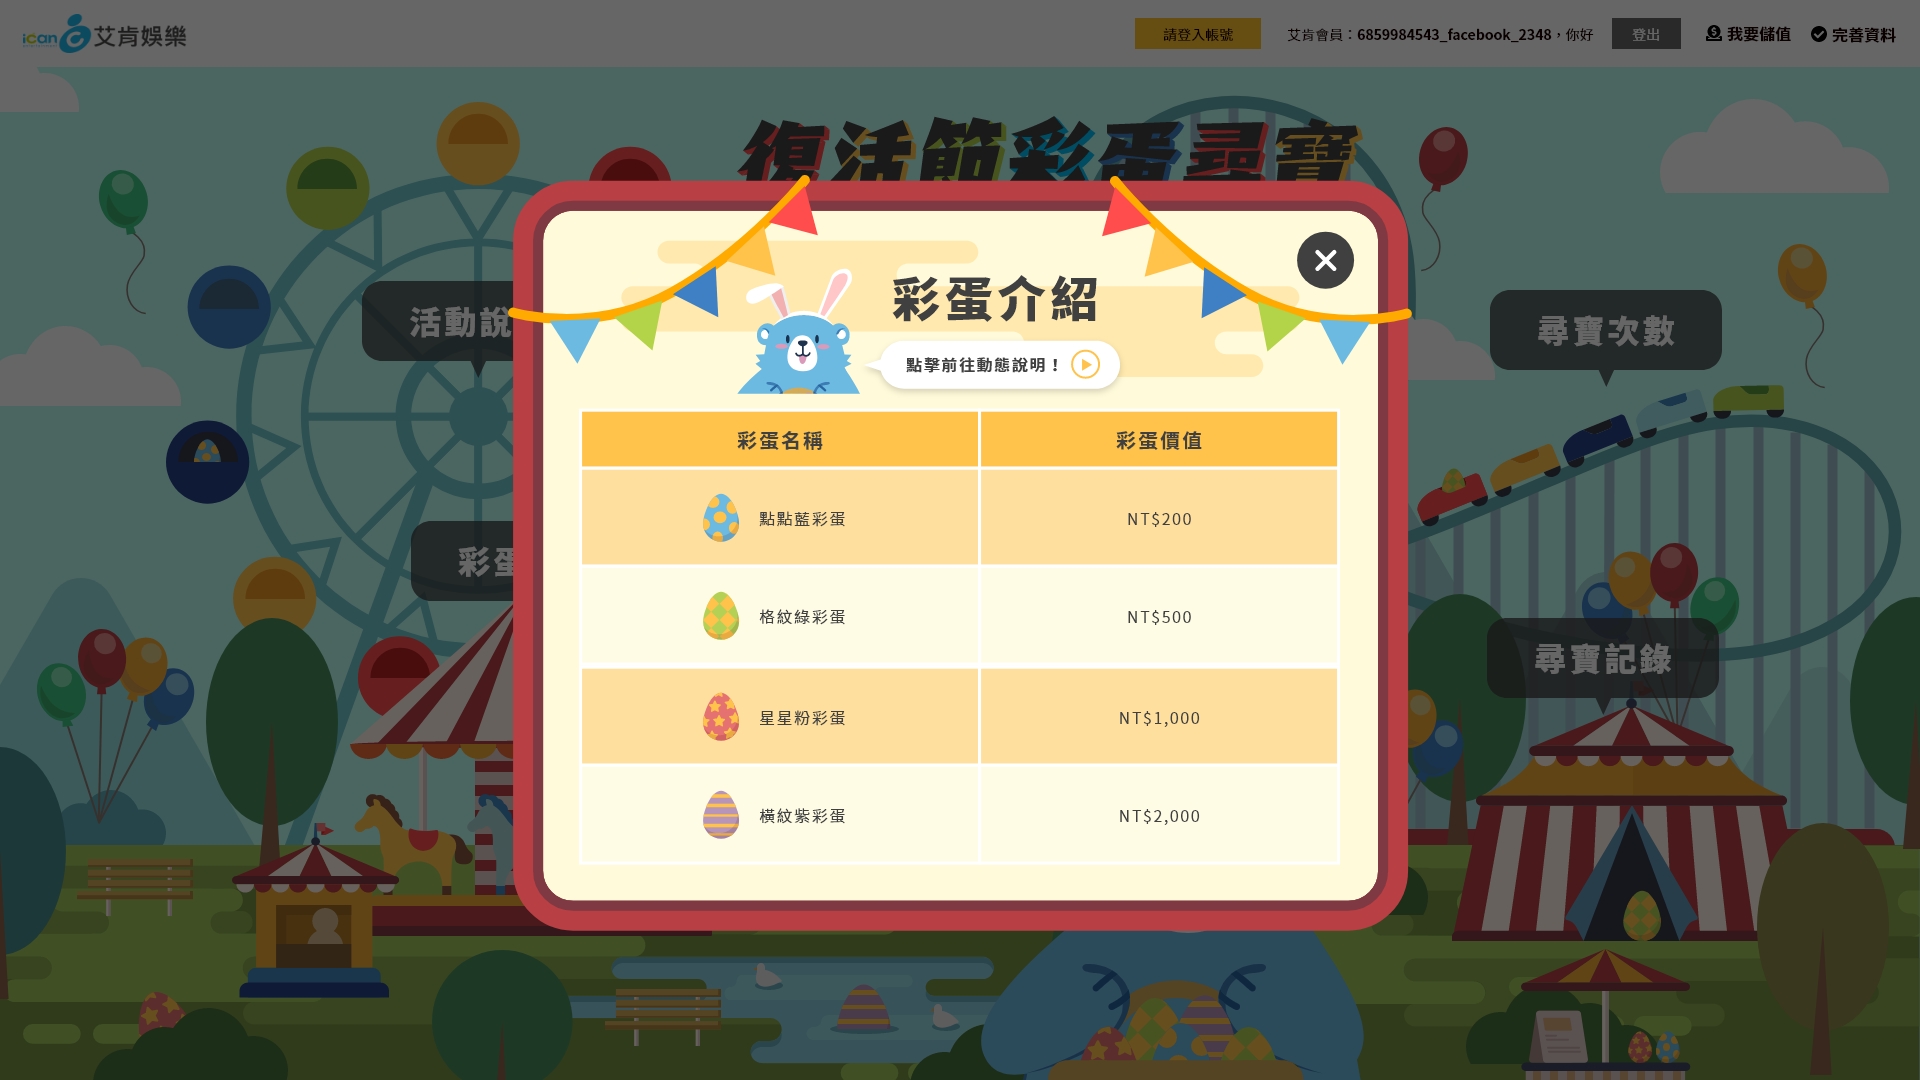 ican 艾肯娛樂
請登入帳號
艾肯會員：6859984543_facebook_2348，你好
登出
我要儲值
完善資料
復活節彩蛋尋寶
活動說
尋寶次數
彩蛋
尋寶記錄
彩蛋介紹
點擊前往動態說明！
彩蛋名稱 彩蛋價值
點點藍彩蛋 NT$200
格紋綠彩蛋 NT$500
星星粉彩蛋 NT$1,000
橫紋紫彩蛋 NT$2,000